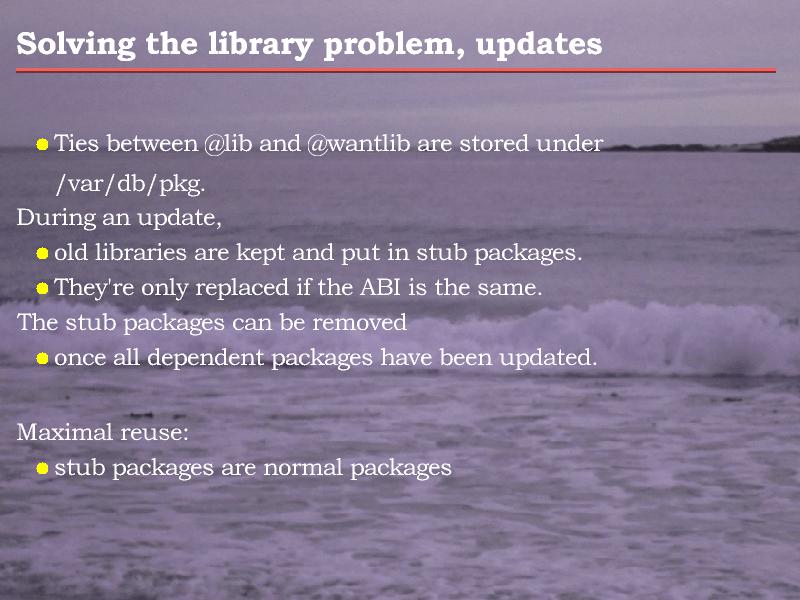 Solving the library problem, updates
Ties between @lib and @wantlib are stored under
/var/db/pkg.
During an update,
old libraries are kept and put in stub packages.
They're only replaced if the ABI is the same.
The stub packages can be removed
once all dependent packages have been updated.
Maximal reuse:
stub packages are normal packages